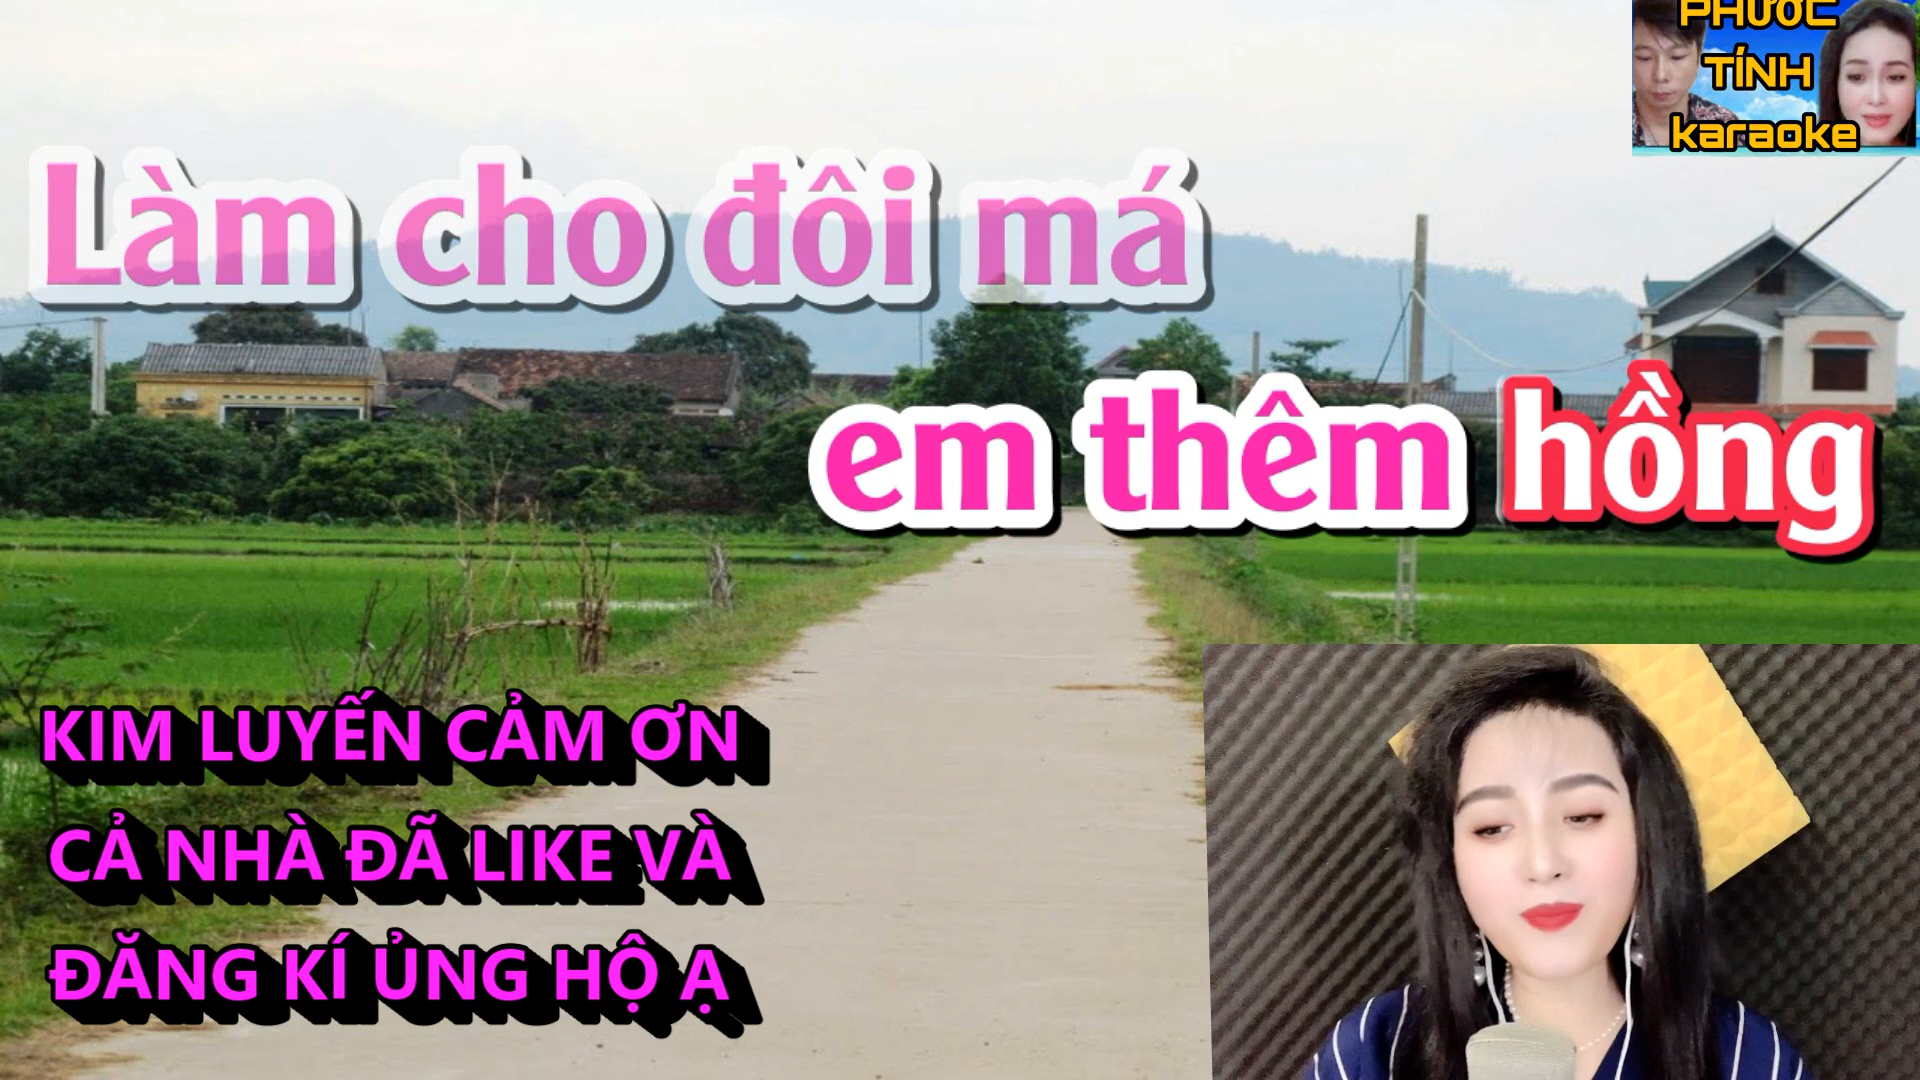 PHƯỚC
TÍNH
karaoke
Làm cho đôi má
em thêm hồng
KIM LUYẾN CẢM ƠN
CẢ NHÀ ĐÃ LIKE VÀ
ĐĂNG KÍ ỦNG HỘ Ạ